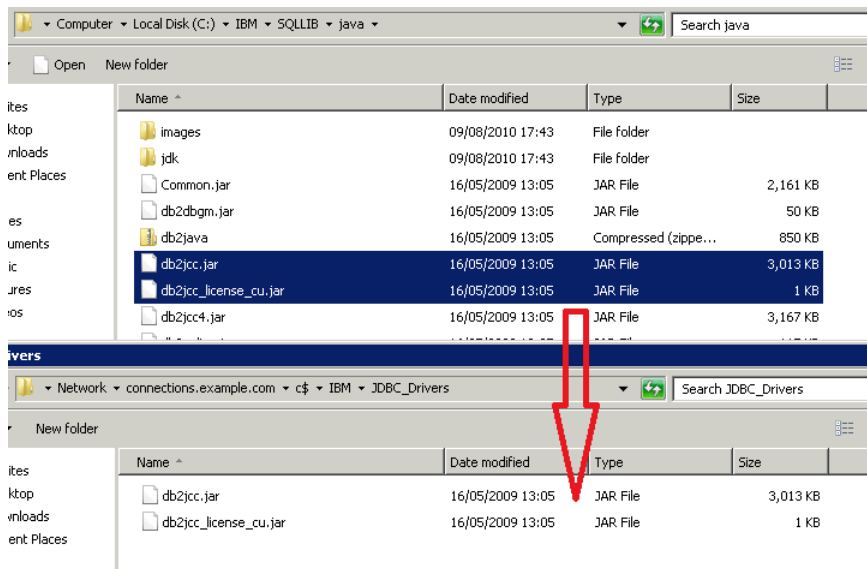 Computer Local Disk (C:) IBM SQLLIB java Search java
Open New folder
Name Date modified Type Size
ites
ktop images 09/08/2010 17:43 File folder
wnloads jdk 09/08/2010 17:43 File folder
ent Places Common.jar 16/05/2009 13:05 JAR File 2,161 KB
db2dbgm.jar 16/05/2009 13:05 JAR File 50 KB
es
uments db2java 16/05/2009 13:05 Compressed (zippe... 850 KB
ic db2jcc.jar 16/05/2009 13:05 JAR File 3,013 KB
ures db2jcc_license_cu.jar 16/05/2009 13:05 JAR File 1 KB
eos db2jcc4.jar 16/05/2009 13:05 JAR File 3,167 KB
ivers
Network connections.example.com c$ IBM JDBC_Drivers Search JDBC_Drivers
New folder
Name Date modified Type Size
ites
ktop db2jcc.jar 16/05/2009 13:05 JAR File 3,013 KB
wnloads db2jcc_license_cu.jar 16/05/2009 13:05 JAR File 1 KB
ent Places